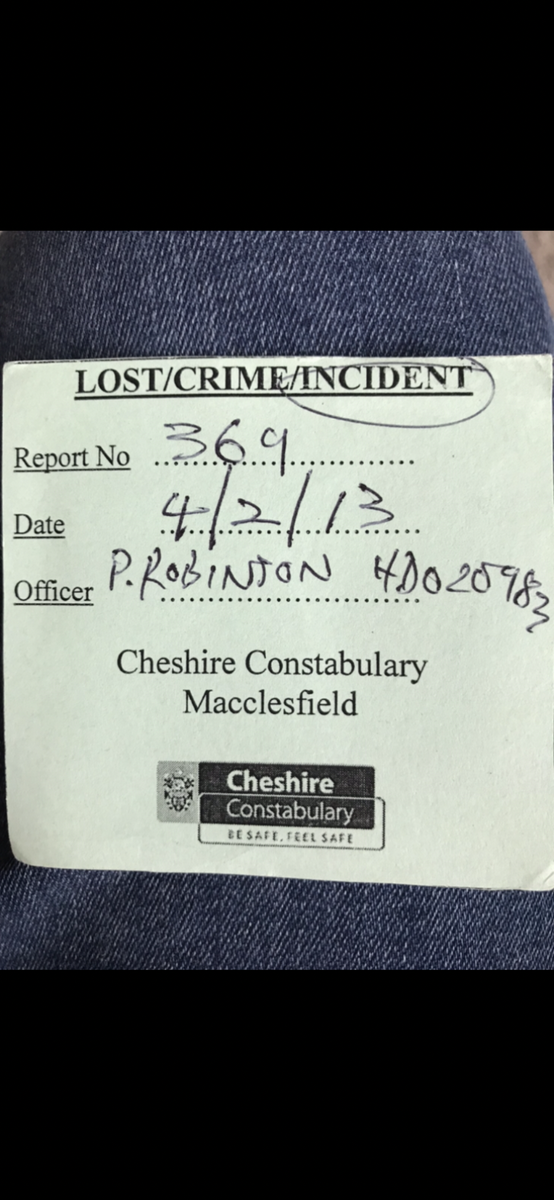 LOST/CRIME/INCIDENT
Report No 369
Date 4/2/13
Officer P. ROBINSON HD020983
Cheshire Constabulary
Macclesfield
Cheshire
Constabulary
BE SAFE, FEEL SAFE